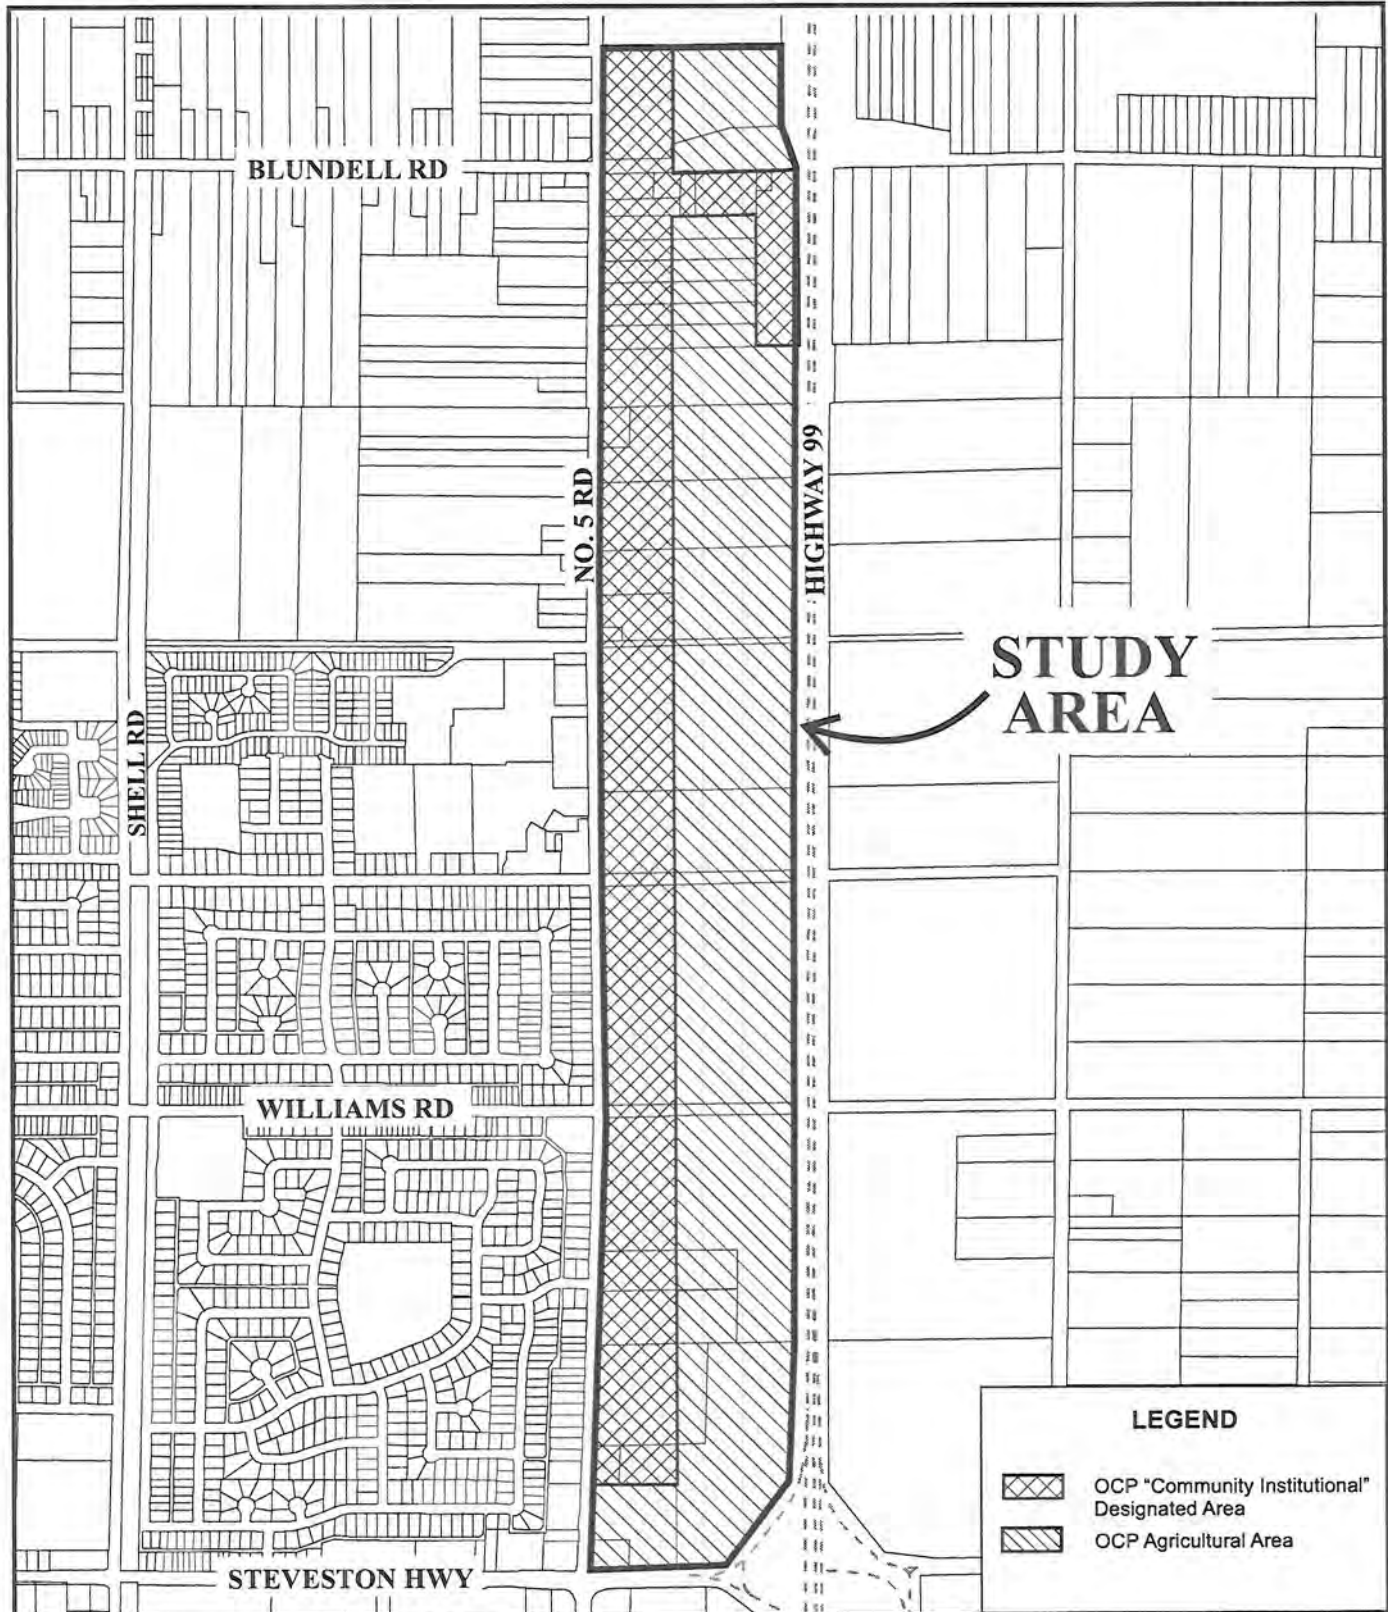 BLUNDELL RD
NO. 5 RD
HIGHWAY 99
STUDY
AREA
SHELL RD
WILLIAMS RD
STEVESTON HWY
LEGEND
OCP "Community Institutional"
Designated Area
OCP Agricultural Area